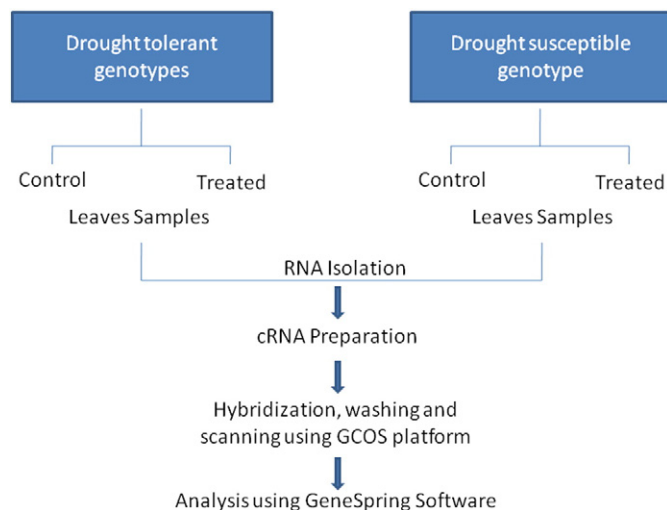 Drought tolerant
genotypes
Drought susceptible
genotype
Control
Treated
Control
Treated
Leaves Samples
Leaves Samples
RNA Isolation
cRNA Preparation
Hybridization, washing and
scanning using GCOS platform
Analysis using GeneSpring Software